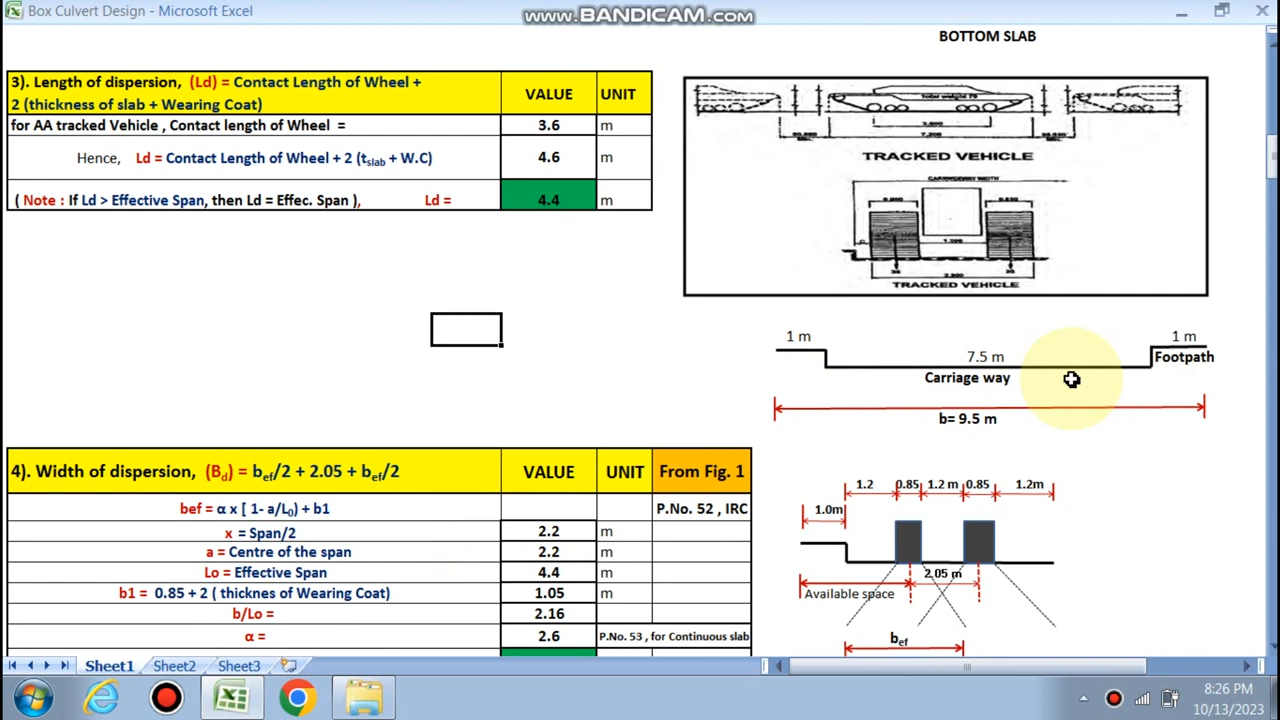 Box Culvert Design - Microsoft Excel
www.BANDICAM.com
BOTTOM SLAB
3). Length of dispersion, (Ld) = Contact Length of Wheel +
2 (thickness of slab + Wearing Coat)
VALUE
UNIT
for AA tracked Vehicle , Contact length of Wheel =
3.6
m
Hence, Ld = Contact Length of Wheel + 2 (tslab + W.C)
4.6
m
( Note : If Ld > Effective Span, then Ld = Effec. Span ), Ld =
4.4
m
TRACKED VEHICLE
CARRIAGEWAY WIDTH
TRACKED VEHICLE
1 m
7.5 m
1 m
Footpath
Carriage way
b= 9.5 m
4). Width of dispersion, (Bd) = bef/2 + 2.05 + bef/2
VALUE
UNIT
From Fig. 1
bef = α x [ 1- a/L0) + b1
P.No. 52 , IRC
x = Span/2
2.2
m
a = Centre of the span
2.2
m
Lo = Effective Span
4.4
m
b1 = 0.85 + 2 ( thicknes of Wearing Coat)
1.05
m
b/Lo =
2.16
α =
2.6
P.No. 53 , for Continuous slab
1.2
0.85
1.2 m
0.85
1.2m
1.0m
2.05 m
Available space
bef
Sheet1
Sheet2
Sheet3
8:26 PM
10/13/2023